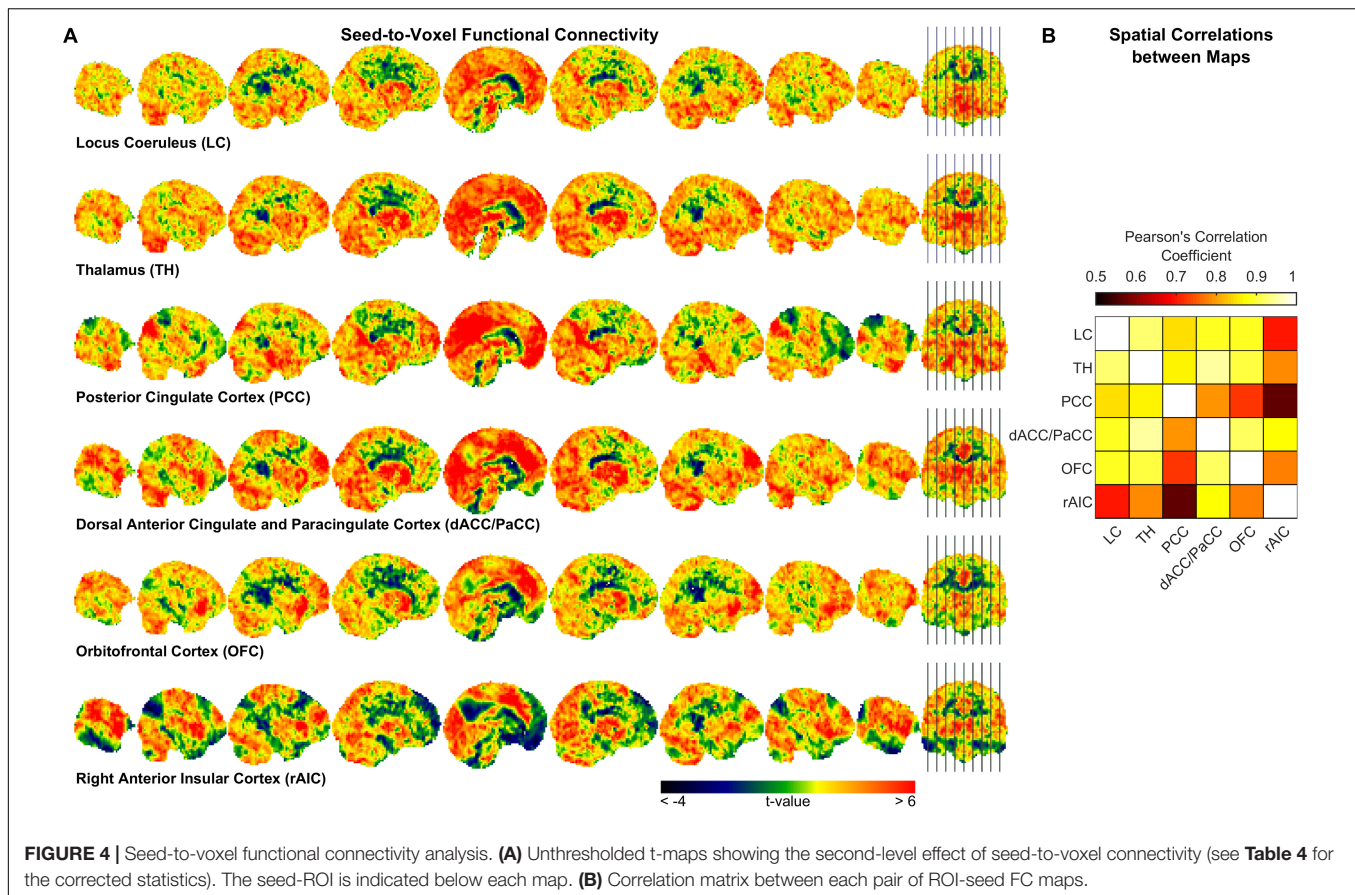 A
Seed-to-Voxel Functional Connectivity
Locus Coeruleus (LC)
Thalamus (TH)
Posterior Cingulate Cortex (PCC)
Dorsal Anterior Cingulate and Paracingulate Cortex (dACC/PaCC)
Orbitofrontal Cortex (OFC)
Right Anterior Insular Cortex (rAIC)
< -4
t-value
> 6
B
Spatial Correlations
between Maps
Pearson's Correlation
Coefficient
0.5 0.6 0.7 0.8 0.9 1
LC
TH
PCC
dACC/PaCC
OFC
rAIC
LC
TH
PCC
dACC/PaCC
OFC
rAIC
FIGURE 4 | Seed-to-voxel functional connectivity analysis. (A) Unthresholded t-maps showing the second-level effect of seed-to-voxel connectivity (see Table 4 for
the corrected statistics). The seed-ROI is indicated below each map. (B) Correlation matrix between each pair of ROI-seed FC maps.